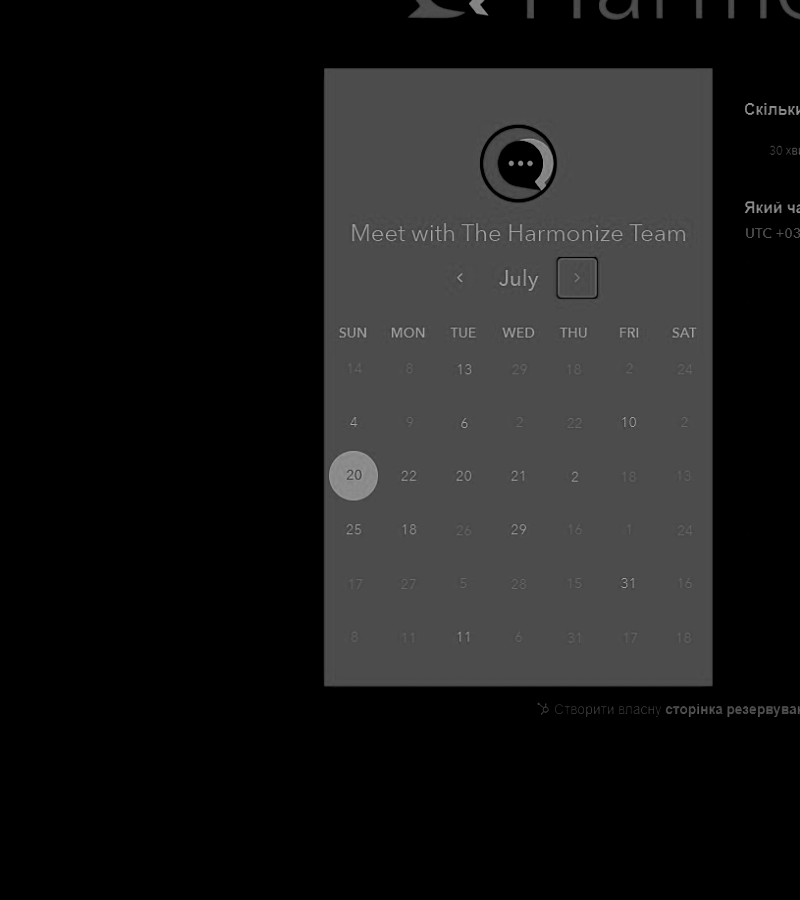 Harmo
Скільки
30 хви
Meet with The Harmonize Team
Який ча
UTC +03
July
SUN MON TUE WED THU FRI SAT
14 8 13 29 18 2 24
4 9 6 2 22 10 2
20 22 20 21 2 18 13
25 18 26 29 16 1 24
17 27 5 28 15 31 16
8 11 11 6 31 17 18
Створити власну сторінка резервуван